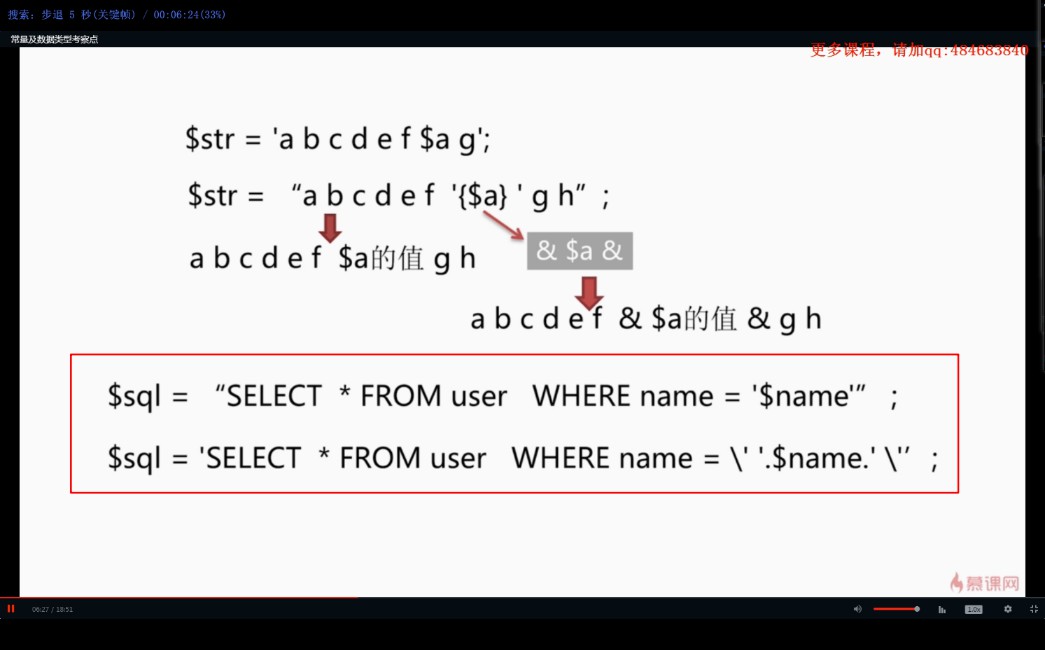 搜索: 步退 5 秒(关键帧) / 00:06:24(33%)
常量及数据类型考察点
更多课程，请加qq:484683840
$str = 'a b c d e f $a g';
$str = “a b c d e f '{$a} ' g h” ;
& $a &
a b c d e f $a的值 g h
a b c d e f & $a的值 & g h
$sql = “SELECT * FROM user WHERE name = '$name'” ;
$sql = 'SELECT * FROM user WHERE name = \' '.$name.' \'' ;
慕课网
06:27 / 18:51
1.0x